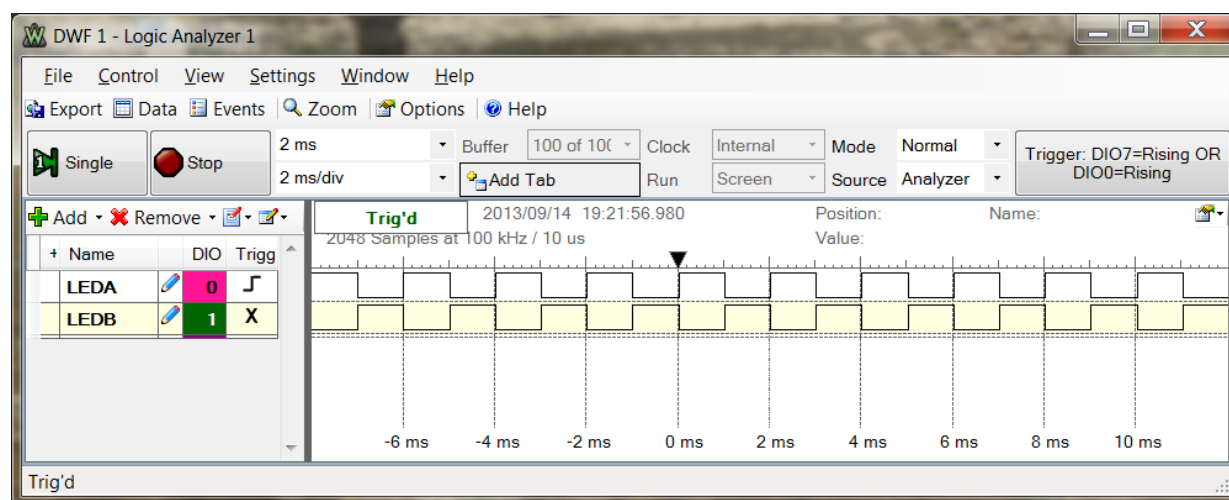 DWF 1 - Logic Analyzer 1
File Control View Settings Window Help
Export Data Events Zoom Options Help
Single Stop 2 ms Buffer 100 of 10( Clock Internal Mode Normal Trigger: DIO7=Rising OR
2 ms/div Add Tab Run Screen Source Analyzer DIO0=Rising
Add Remove Trig'd 2013/09/14 19:21:56.980 Position: Name:
2048 Samples at 100 kHz / 10 us Value:
+ Name DIO Trigg
LEDA 0
LEDB 1 X
-6 ms -4 ms -2 ms 0 ms 2 ms 4 ms 6 ms 8 ms 10 ms
Trig'd